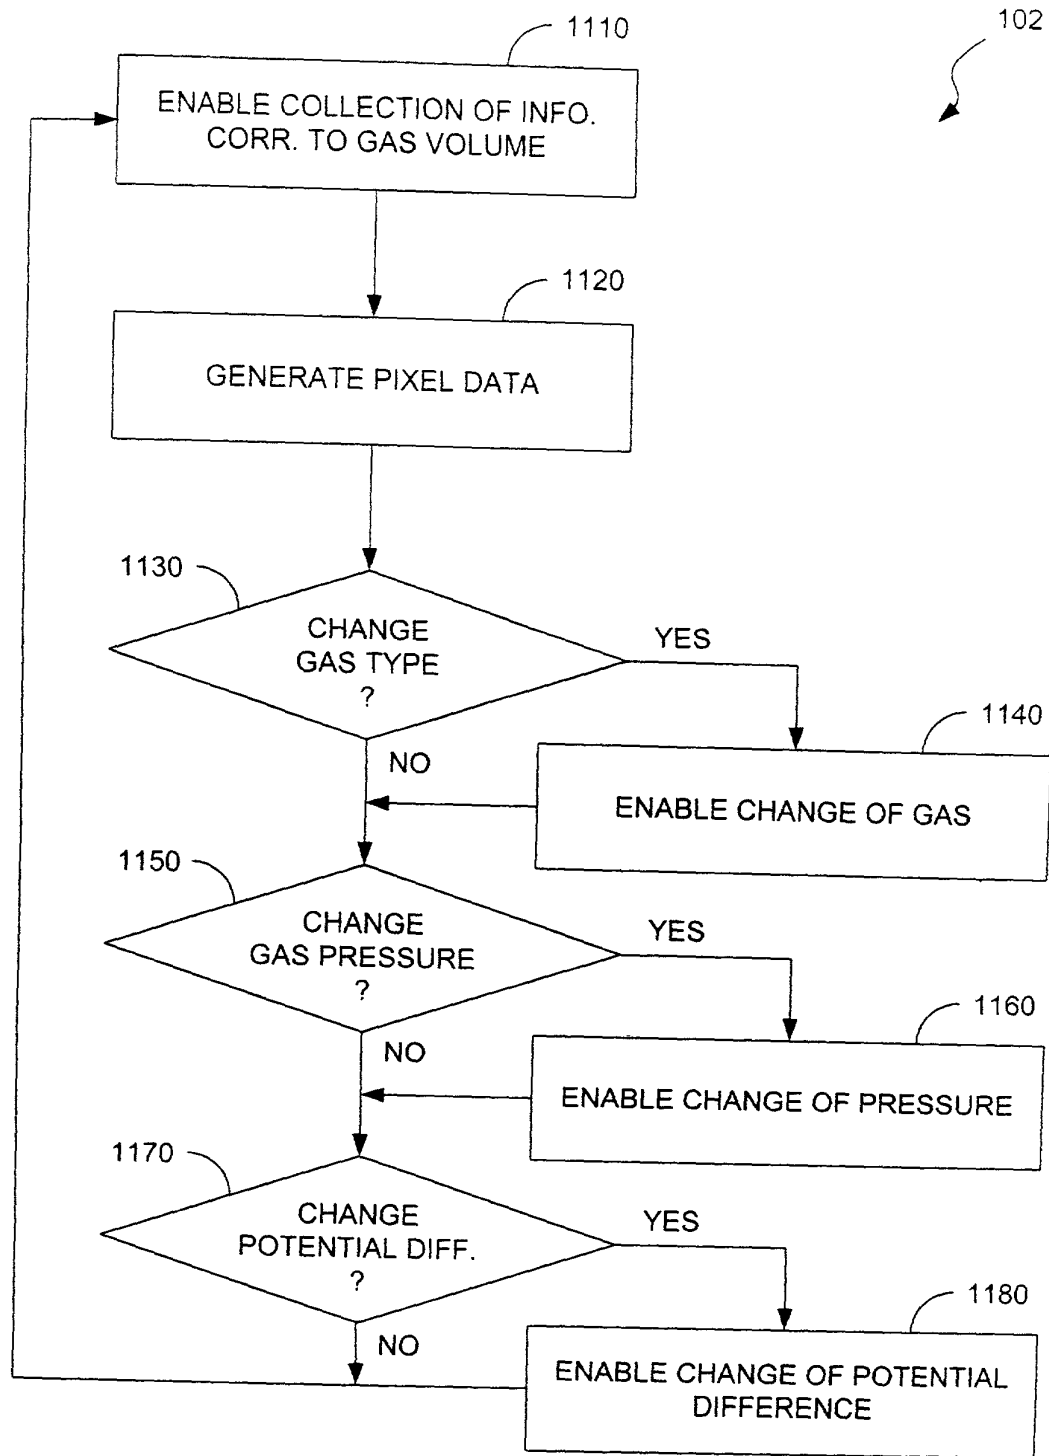 102
1110
ENABLE COLLECTION OF INFO.
CORR. TO GAS VOLUME
1120
GENERATE PIXEL DATA
1130
CHANGE
GAS TYPE
?
YES
NO
1140
ENABLE CHANGE OF GAS
1150
CHANGE
GAS PRESSURE
?
YES
NO
1160
ENABLE CHANGE OF PRESSURE
1170
CHANGE
POTENTIAL DIFF.
?
YES
NO
1180
ENABLE CHANGE OF POTENTIAL
DIFFERENCE